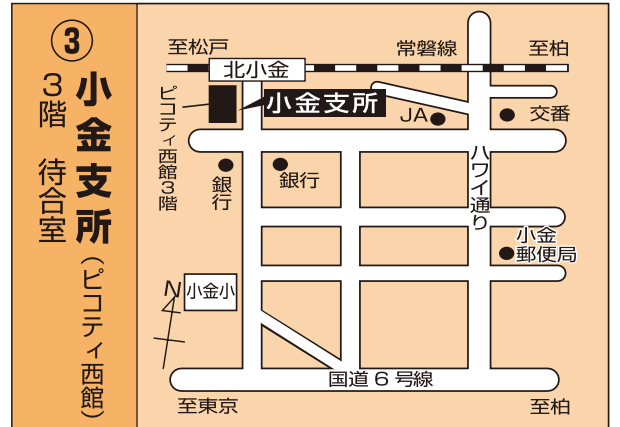 ③
小金支所(ピコティ西館)
3階 待合室
至松戸
北小金
常磐線
至柏
ピコティ西館3階
小金支所
JA
交番
銀行
銀行
ハワイ通り
小金
郵便局
N
小金小
国道6号線
至東京
至柏